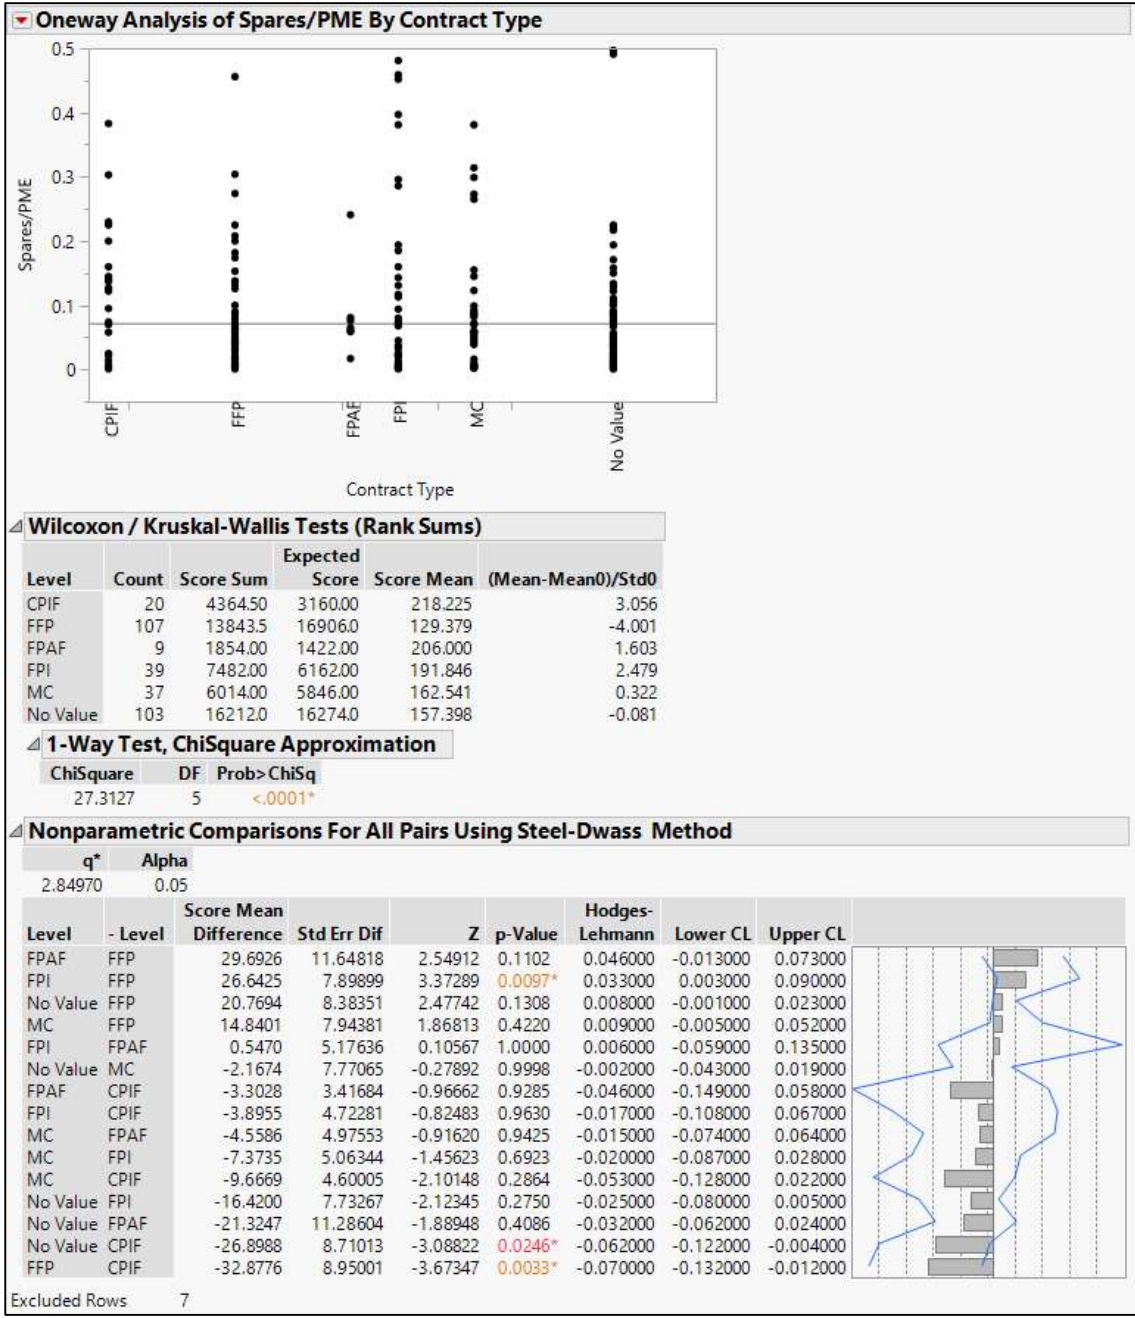 Oneway Analysis of Spares/PME By Contract Type
0.5
0.4
0.3
0.2
0.1
0
Spares/PME
CPIF FFP FPAF FPI MC No Value
Contract Type
Wilcoxon / Kruskal-Wallis Tests (Rank Sums)
Level Count Score Sum Expected Score Score Mean (Mean-Mean0)/Std0
CPIF 20 4364.50 3160.00 218.225 3.056
FFP 107 13843.5 16906.0 129.379 -4.001
FPAF 9 1854.00 1422.00 206.000 1.603
FPI 39 7482.00 6162.00 191.846 2.479
MC 37 6014.00 5846.00 162.541 0.322
No Value 103 16212.0 16274.0 157.398 -0.081
1-Way Test, ChiSquare Approximation
ChiSquare DF Prob>ChiSq
27.3127 5 <.0001*
Nonparametric Comparisons For All Pairs Using Steel-Dwass Method
q* Alpha
2.84970 0.05
Level - Level Score Mean Difference Std Err Dif Z p-Value Hodges-Lehmann Lower CL Upper CL
FPAF FFP 29.6926 11.64818 2.54912 0.1102 0.046000 -0.013000 0.073000
FPI FFP 26.6425 7.89899 3.37289 0.0097* 0.033000 0.003000 0.090000
No Value FFP 20.7694 8.38351 2.47742 0.1308 0.008000 -0.001000 0.023000
MC FFP 14.8401 7.94381 1.86813 0.4220 0.009000 -0.005000 0.052000
FPI FPAF 0.5470 5.17636 0.10567 1.0000 0.006000 -0.059000 0.135000
No Value MC -2.1674 7.77065 -0.27892 0.9998 -0.002000 -0.043000 0.019000
FPAF CPIF -3.3028 3.41684 -0.96662 0.9285 -0.046000 -0.149000 0.058000
FPI CPIF -3.8955 4.72281 -0.82483 0.9630 -0.017000 -0.108000 0.067000
MC FPAF -4.5586 4.97553 -0.91620 0.9425 -0.015000 -0.074000 0.064000
MC FPI -7.3735 5.06344 -1.45623 0.6923 -0.020000 -0.087000 0.028000
MC CPIF -9.6669 4.60005 -2.10148 0.2864 -0.053000 -0.128000 0.022000
No Value FPI -16.4200 7.73267 -2.12345 0.2750 -0.025000 -0.080000 0.005000
No Value FPAF -21.3247 11.28604 -1.88948 0.4086 -0.032000 -0.062000 0.024000
No Value CPIF -26.8988 8.71013 -3.08822 0.0246* -0.062000 -0.122000 -0.004000
FFP CPIF -32.8776 8.95001 -3.67347 0.0033* -0.070000 -0.132000 -0.012000
Excluded Rows 7